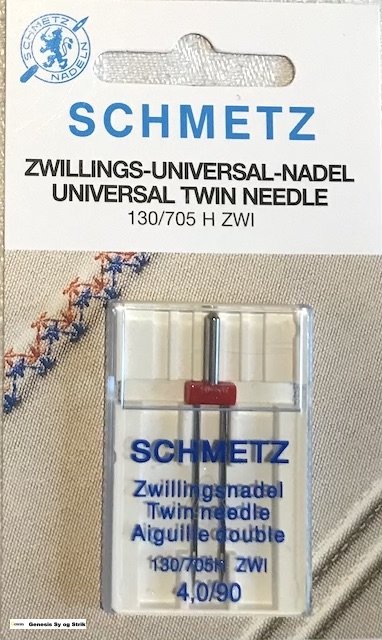 SCHMETZ
NADELN
SCHMETZ
ZWILLINGS-UNIVERSAL-NADEL
UNIVERSAL TWIN NEEDLE
130/705 H ZWI
SCHMETZ
Zwillingsnadel
Twin needle
Aiguille double
130/705H ZWI
4,0/90
Genesis Sy og Strik